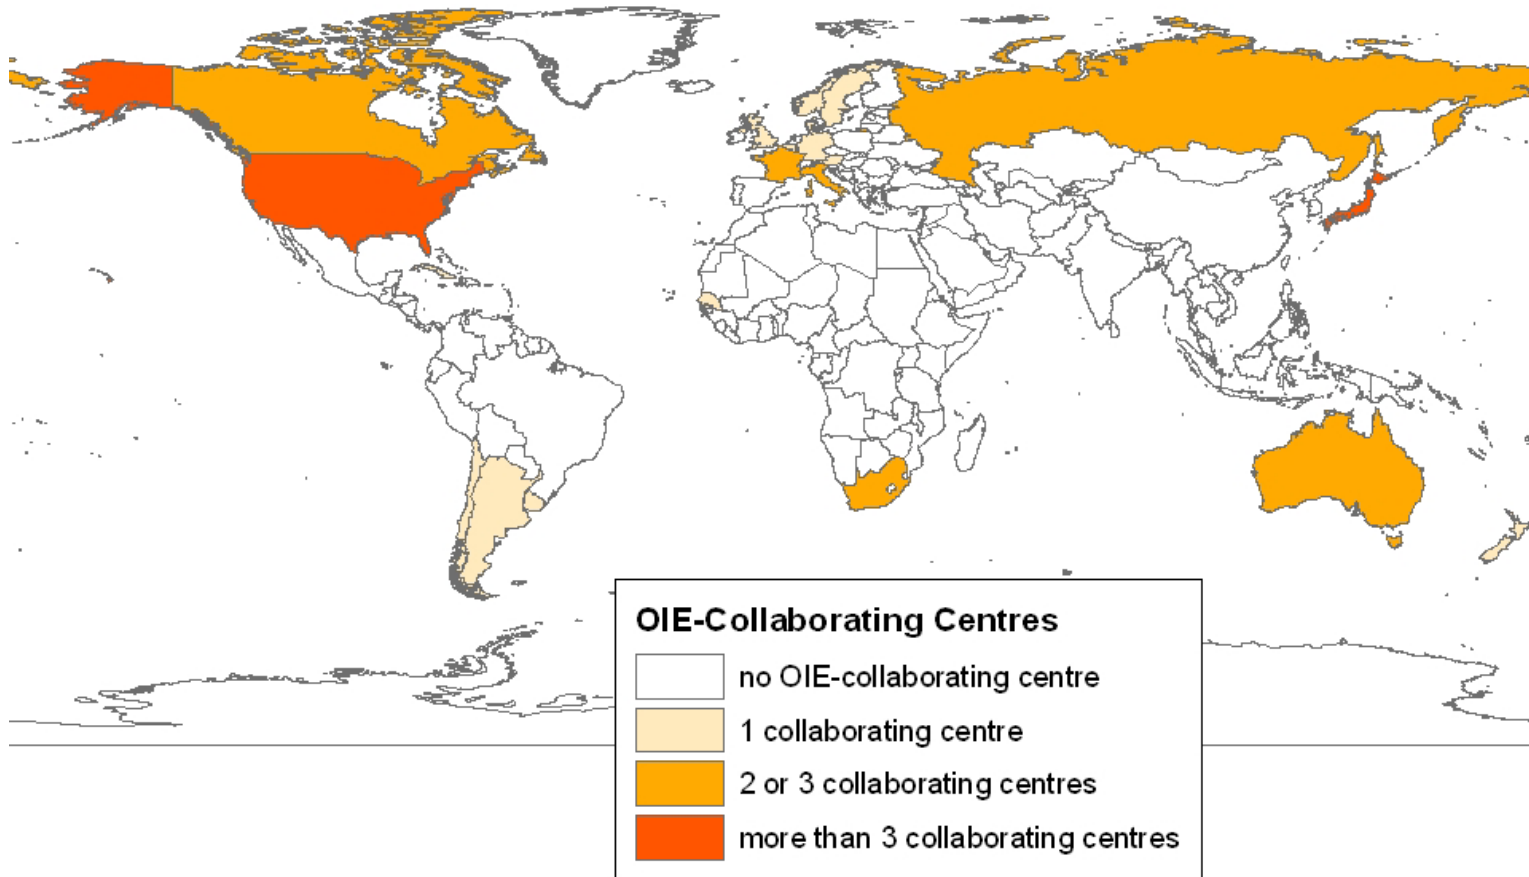 OIE-Collaborating Centres
no OIE-collaborating centre
1 collaborating centre
2 or 3 collaborating centres
more than 3 collaborating centres